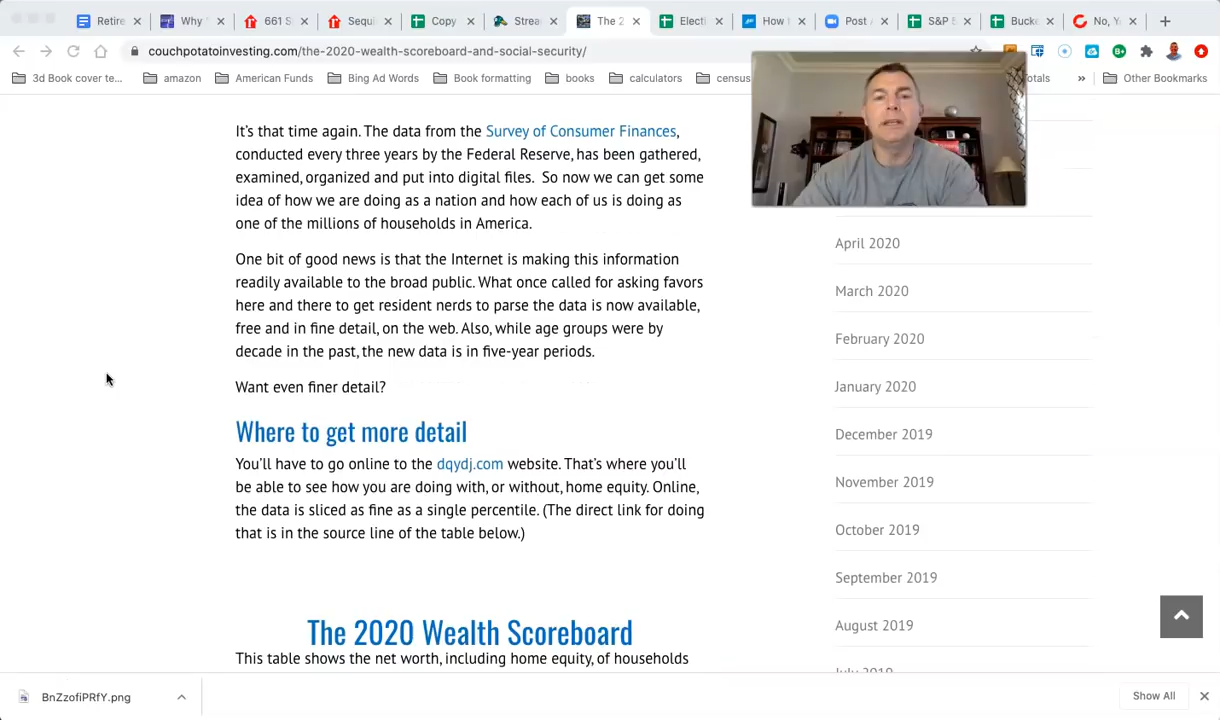 Retire
Why
661 S
Sequi
Copy
Strea
The 2
Electi
How t
Post A
S&P 5
Bucke
No, Y
couchpotatoinvesting.com/the-2020-wealth-scoreboard-and-social-security/
3d Book cover te...
amazon
American Funds
Bing Ad Words
Book formatting
books
calculators
census
Totals
»
Other Bookmarks
It's that time again. The data from the Survey of Consumer Finances,
conducted every three years by the Federal Reserve, has been gathered,
examined, organized and put into digital files. So now we can get some
idea of how we are doing as a nation and how each of us is doing as
one of the millions of households in America.
One bit of good news is that the Internet is making this information
readily available to the broad public. What once called for asking favors
here and there to get resident nerds to parse the data is now available,
free and in fine detail, on the web. Also, while age groups were by
decade in the past, the new data is in five-year periods.
Want even finer detail?
Where to get more detail
You'll have to go online to the dqydj.com website. That's where you'll
be able to see how you are doing with, or without, home equity. Online,
the data is sliced as fine as a single percentile. (The direct link for doing
that is in the source line of the table below.)
The 2020 Wealth Scoreboard
This table shows the net worth, including home equity, of households
April 2020
March 2020
February 2020
January 2020
December 2019
November 2019
October 2019
September 2019
August 2019
July 2019
BnZzofiPRfY.png
Show All